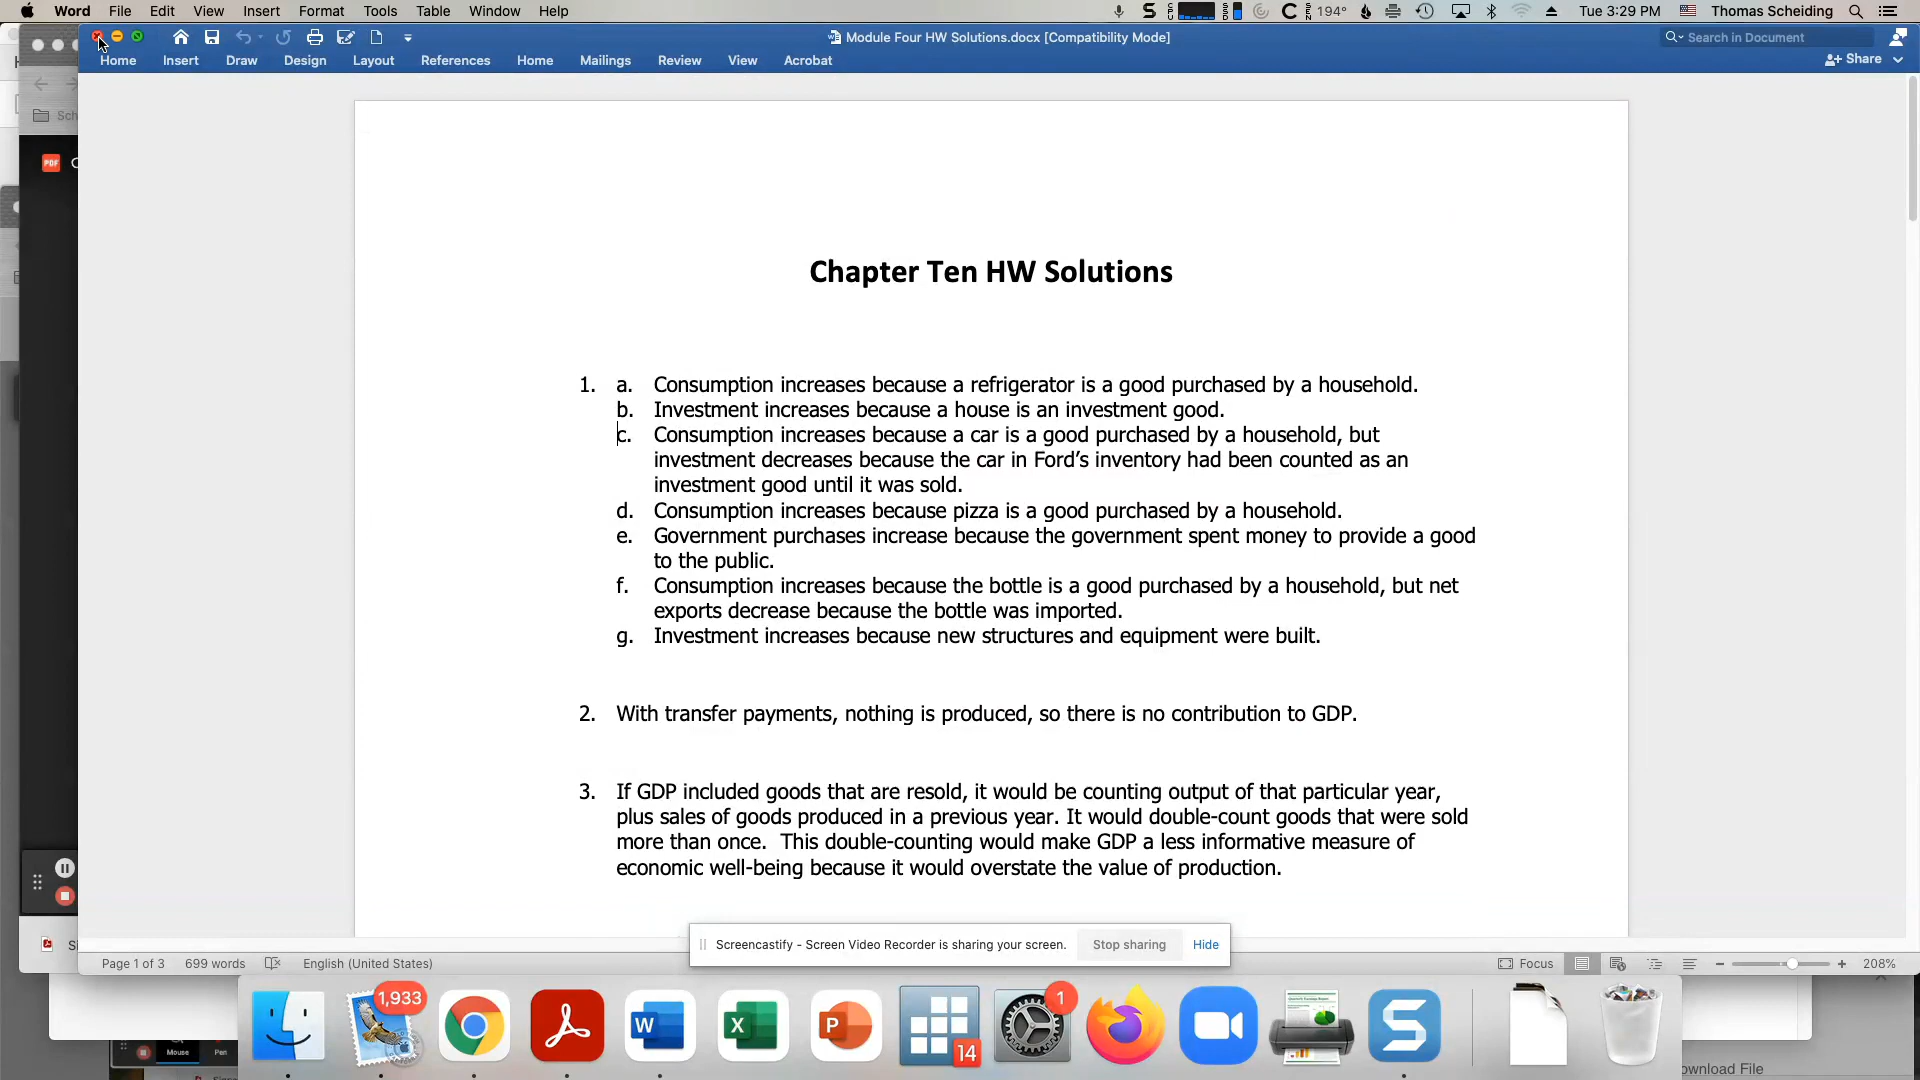 Word File Edit View Insert Format Tools Table Window Help 194° Tue 3:29 PM Thomas Scheiding
Module Four HW Solutions.docx [Compatibility Mode] Search in Document
Home Insert Draw Design Layout References Home Mailings Review View Acrobat Share
Sch
PDF
Chapter Ten HW Solutions
1. a. Consumption increases because a refrigerator is a good purchased by a household.
b. Investment increases because a house is an investment good.
c. Consumption increases because a car is a good purchased by a household, but
investment decreases because the car in Ford's inventory had been counted as an
investment good until it was sold.
d. Consumption increases because pizza is a good purchased by a household.
e. Government purchases increase because the government spent money to provide a good
to the public.
f. Consumption increases because the bottle is a good purchased by a household, but net
exports decrease because the bottle was imported.
g. Investment increases because new structures and equipment were built.
2. With transfer payments, nothing is produced, so there is no contribution to GDP.
3. If GDP included goods that are resold, it would be counting output of that particular year,
plus sales of goods produced in a previous year. It would double-count goods that were sold
more than once. This double-counting would make GDP a less informative measure of
economic well-being because it would overstate the value of production.
Screencastify - Screen Video Recorder is sharing your screen. Stop sharing Hide
Page 1 of 3 699 words English (United States) Focus 208%
1,933 W X P 14 1 S
Mouse Pen
ownload File